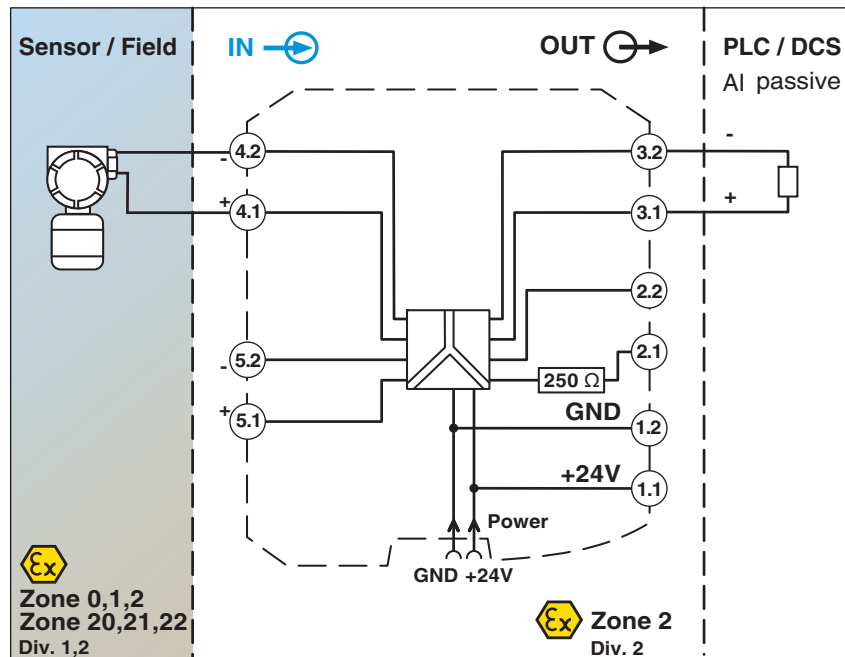 Sensor / Field
IN
OUT
PLC / DCS
AI passive
- 4.2
3.2 -
+ 4.1
3.1 +
2.2
- 5.2
2.1
250 Ω
+ 5.1
GND
1.2
+24V
1.1
Power
GND +24V
Ex
Zone 0,1,2
Zone 20,21,22
Div. 1,2
Ex
Zone 2
Div. 2